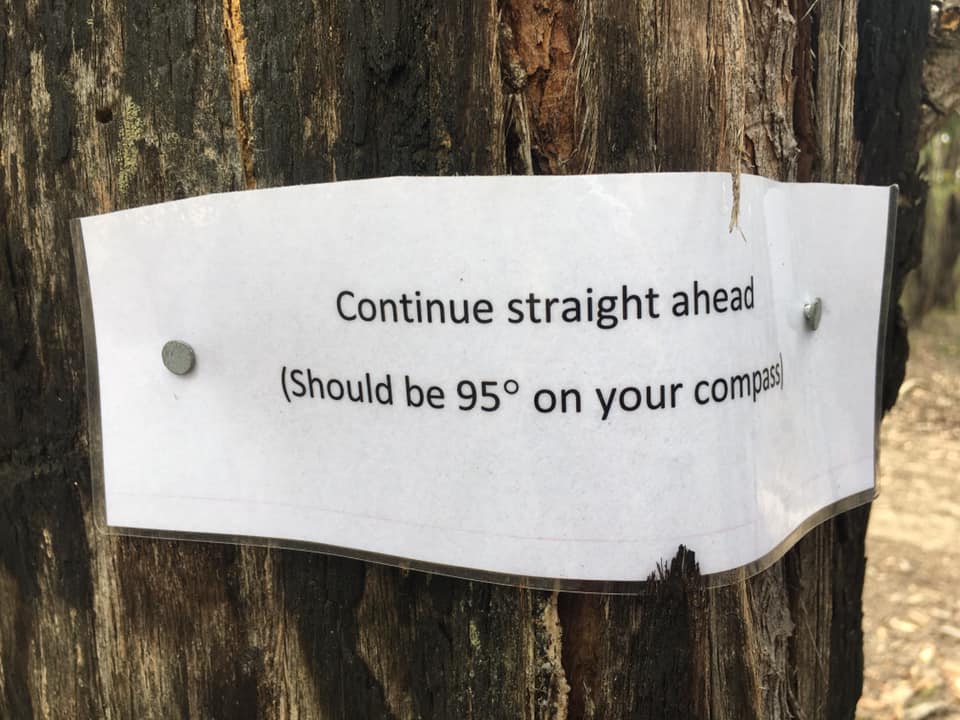 Continue straight ahead
(Should be 95° on your compass)